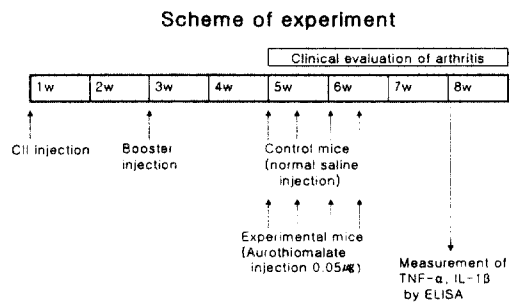 Scheme of experiment
Clinical evaluation of arthritis
1w 2w 3w 4w 5w 6w 7w 8w
CII injection
Booster
injection
Control mice
(normal saline
injection)
Experimental mice
(Aurothiomalate
injection 0.05
Measurement of
TNF-α, IL-1β
by ELISA